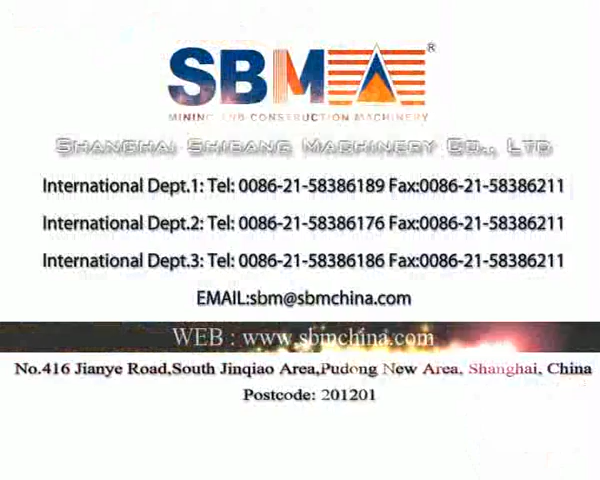 SBM®
MINING AND CONSTRUCTION MACHINERY
Shanghai Shibang Machinery Co., Ltd
International Dept.1: Tel: 0086-21-58386189 Fax:0086-21-58386211
International Dept.2: Tel: 0086-21-58386176 Fax:0086-21-58386211
International Dept.3: Tel: 0086-21-58386186 Fax:0086-21-58386211
EMAIL:sbm@sbmchina.com
WEB : www.sbmchina.com
No.416 Jianye Road,South Jinqiao Area,Pudong New Area, Shanghai, China
Postcode: 201201